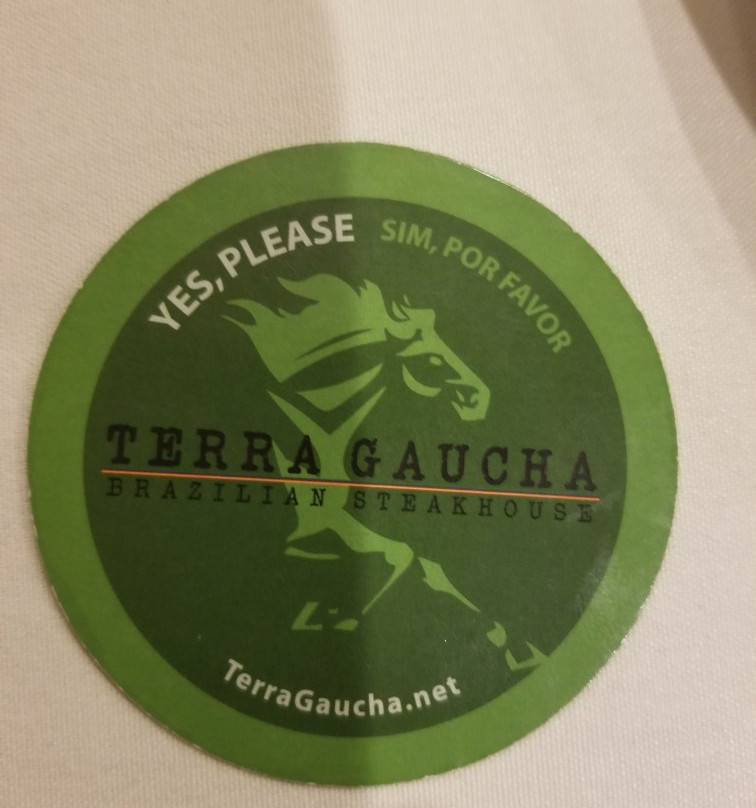 YES, PLEASE SIM, POR FAVOR
TERRA GAUCHA
BRAZILIAN STEAKHOUSE
TerraGaucha.net